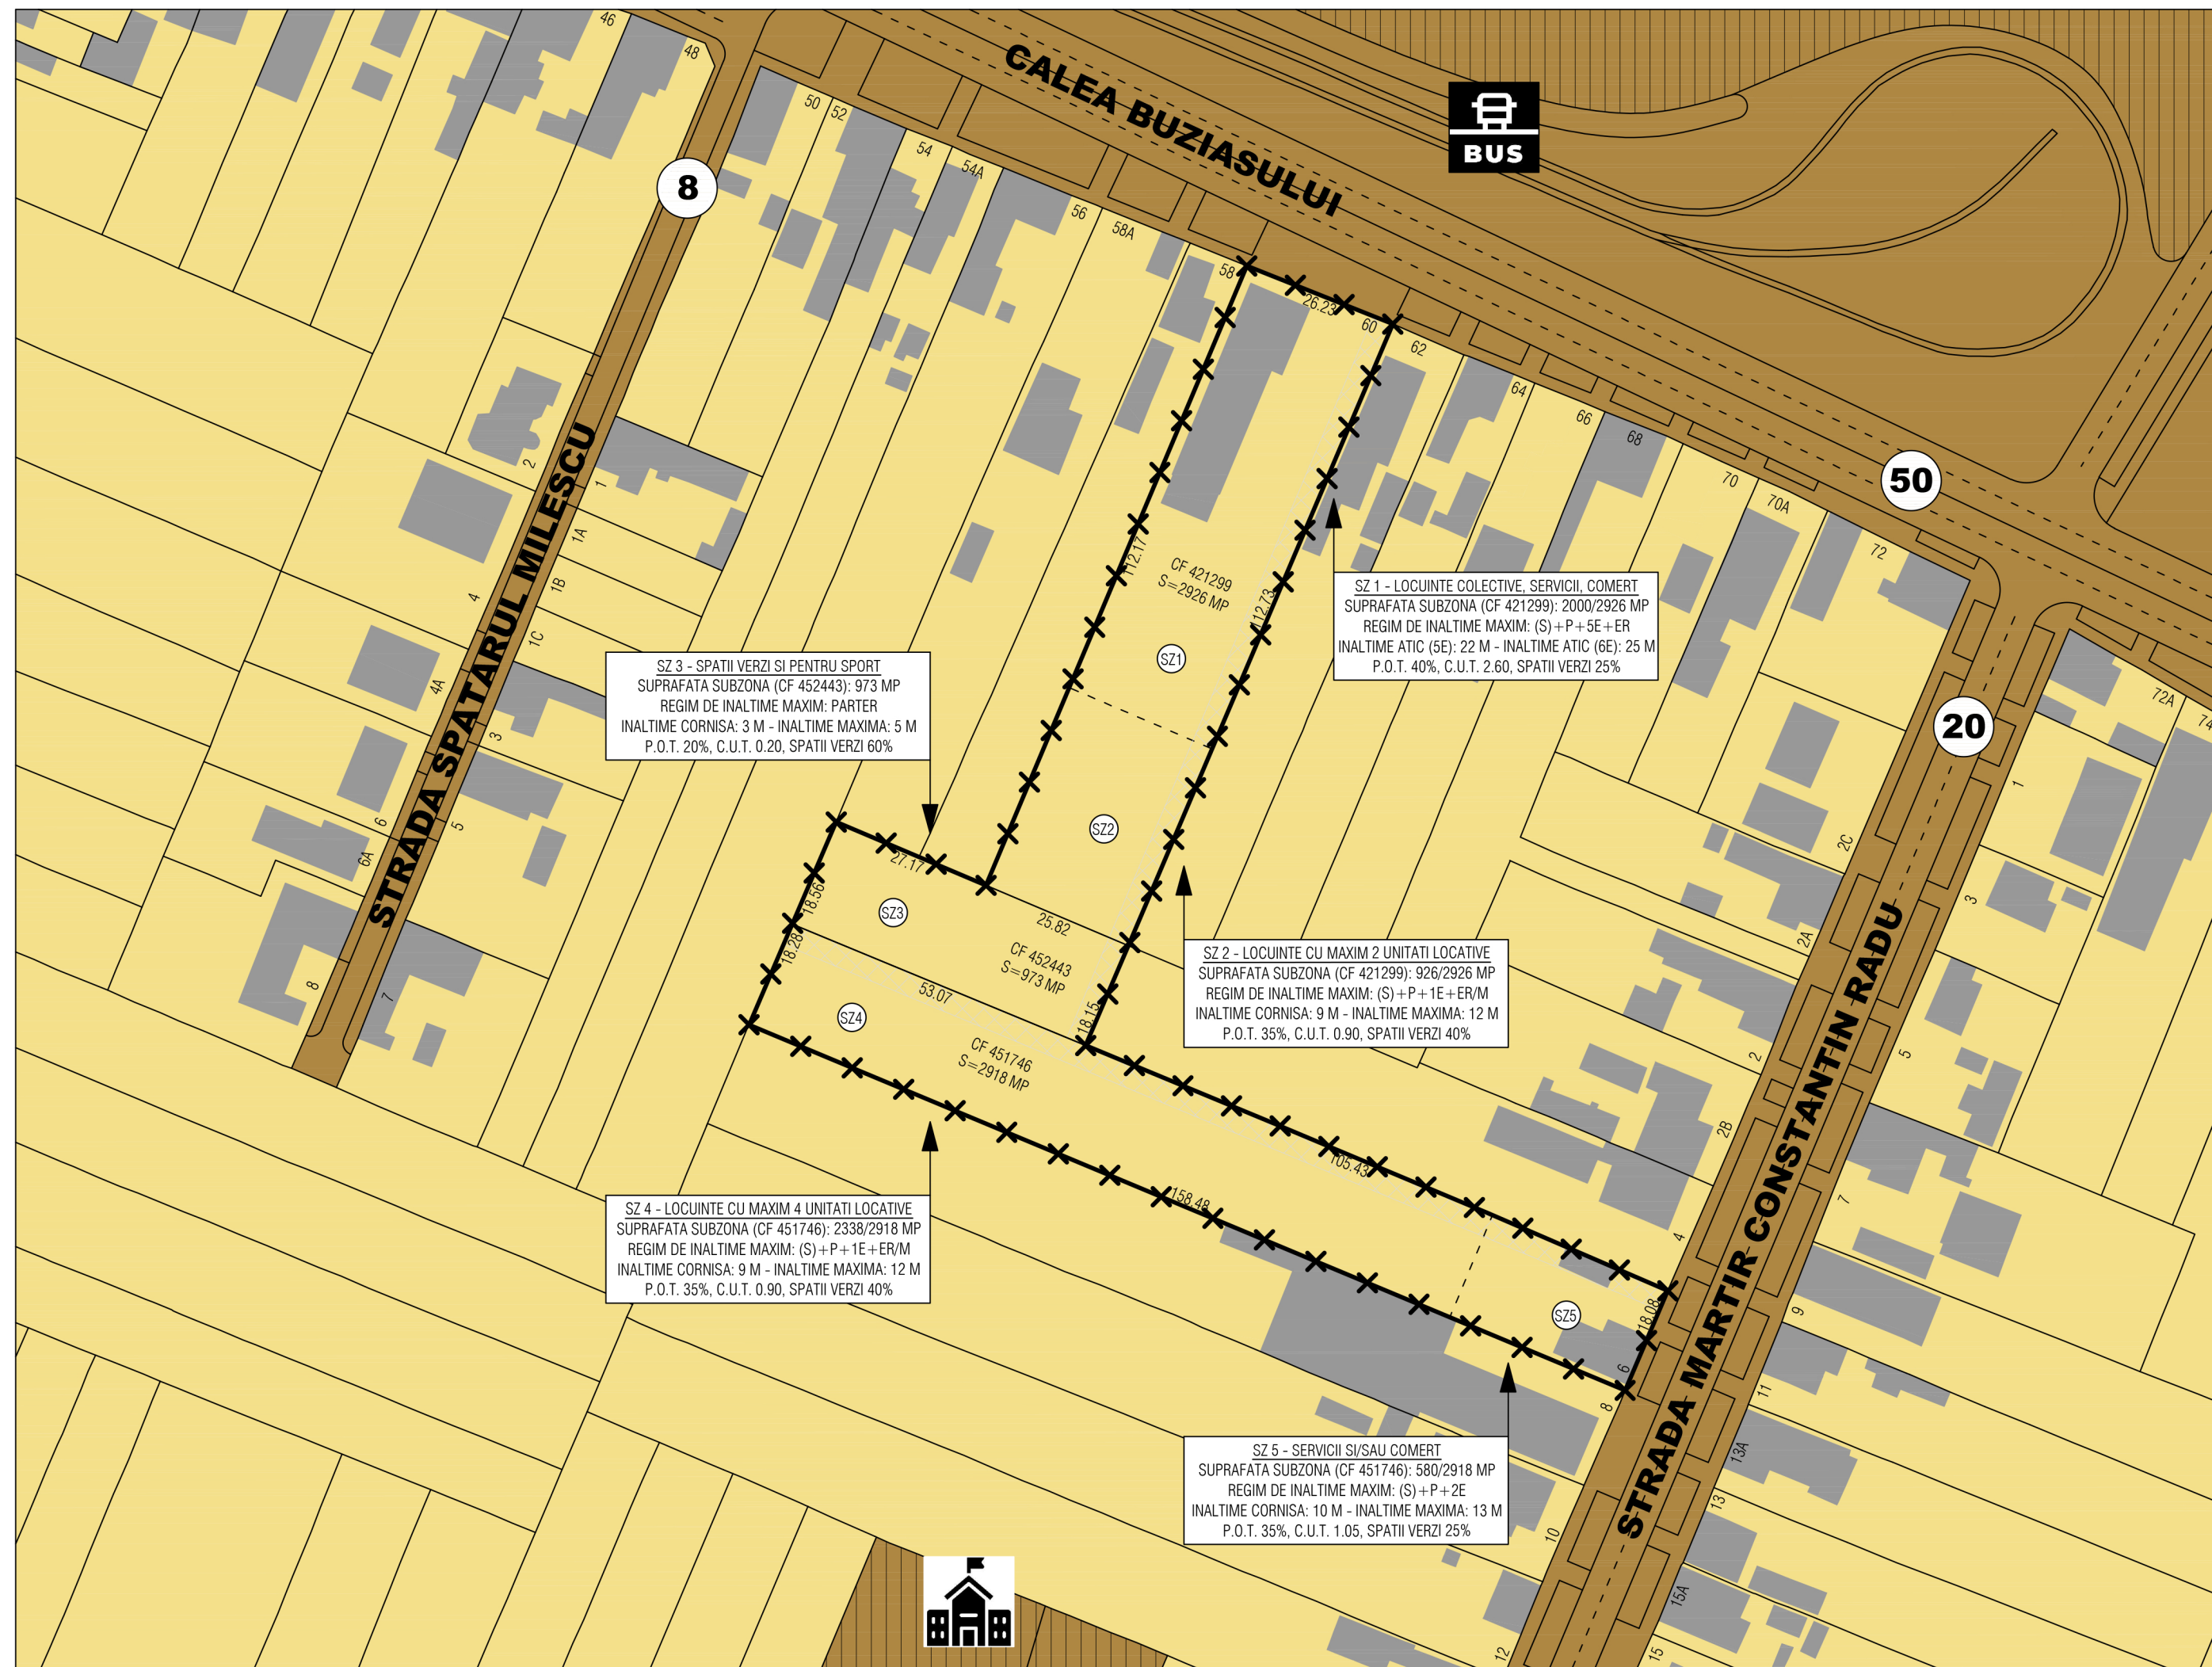 46
48
50
52
54
54A
56
58A
58
60
62
64
66
68
70
70A
72
72A
74
CALEA BUZIASULUI
BUS
8
50
20
26.23
112.17
CF 421299
S=2926 MP
112.73
SZ1
SZ 1 - LOCUINTE COLECTIVE, SERVICII, COMERT
SUPRAFATA SUBZONA (CF 421299): 2000/2926 MP
REGIM DE INALTIME MAXIM: (S)+P+5E+ER
INALTIME ATIC (5E): 22 M - INALTIME ATIC (6E): 25 M
P.O.T. 40%, C.U.T. 2.60, SPATII VERZI 25%
STRADA SPATARUL MILESCU
2
1
1A
1B
4
1C
4A
3
6
5
6A
8
7
SZ 3 - SPATII VERZI SI PENTRU SPORT
SUPRAFATA SUBZONA (CF 452443): 973 MP
REGIM DE INALTIME MAXIM: PARTER
INALTIME CORNISA: 3 M - INALTIME MAXIMA: 5 M
P.O.T. 20%, C.U.T. 0.20, SPATII VERZI 60%
SZ2
27.17
18.56
SZ3
25.82
CF 452443
S=973 MP
18.28
53.07
18.15
SZ4
CF 451746
S=2918 MP
SZ 2 - LOCUINTE CU MAXIM 2 UNITATI LOCATIVE
SUPRAFATA SUBZONA (CF 421299): 926/2926 MP
REGIM DE INALTIME MAXIM: (S)+P+1E+ER/M
INALTIME CORNISA: 9 M - INALTIME MAXIMA: 12 M
P.O.T. 35%, C.U.T. 0.90, SPATII VERZI 40%
105.43
158.48
SZ 4 - LOCUINTE CU MAXIM 4 UNITATI LOCATIVE
SUPRAFATA SUBZONA (CF 451746): 2338/2918 MP
REGIM DE INALTIME MAXIM: (S)+P+1E+ER/M
INALTIME CORNISA: 9 M - INALTIME MAXIMA: 12 M
P.O.T. 35%, C.U.T. 0.90, SPATII VERZI 40%
SZ5
18.08
SZ 5 - SERVICII SI/SAU COMERT
SUPRAFATA SUBZONA (CF 451746): 580/2918 MP
REGIM DE INALTIME MAXIM: (S)+P+2E
INALTIME CORNISA: 10 M - INALTIME MAXIMA: 13 M
P.O.T. 35%, C.U.T. 1.05, SPATII VERZI 25%
STRADA MARTIR CONSTANTIN RADU
2C
2A
2
2B
4
6
8
10
12
1
3
5
7
9
11
13A
13
15A
15